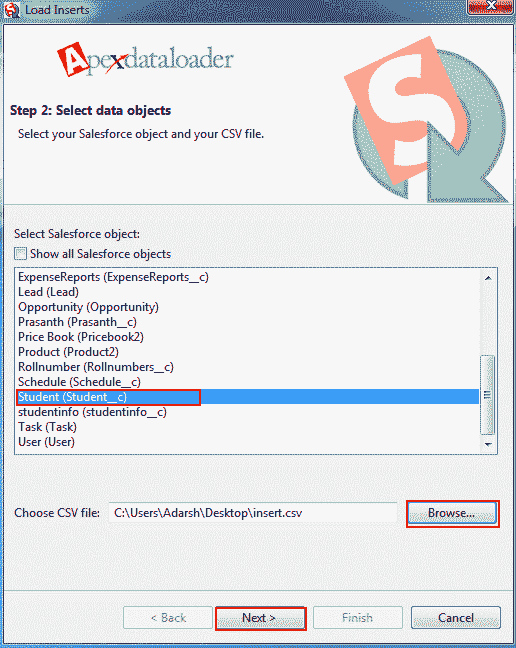 Load Inserts
Apexdataloader
Step 2: Select data objects
Select your Salesforce object and your CSV file.
Select Salesforce object:
Show all Salesforce objects
ExpenseReports (ExpenseReports__c)
Lead (Lead)
Opportunity (Opportunity)
Prasanth (Prasanth__c)
Price Book (Pricebook2)
Product (Product2)
Rollnumber (Rollnumbers__c)
Schedule (Schedule__c)
Student (Student__c)
studentinfo (studentinfo__c)
Task (Task)
User (User)
Choose CSV file: C:\Users\Adarsh\Desktop\insert.csv Browse...
< Back Next > Finish Cancel